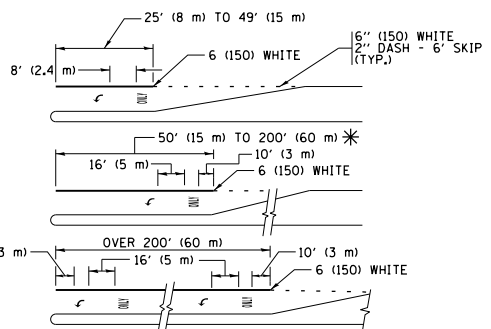 25' (8 m) TO 49' (15 m)
6" (150) WHITE
2" DASH - 6' SKIP
(TYP.)
6 (150) WHITE
8' (2.4 m)
ONLY
50' (15 m) TO 200' (60 m) *
16' (5 m)
10' (3 m)
6 (150) WHITE
ONLY
OVER 200' (60 m)
3 m)
16' (5 m)
10' (3 m)
6 (150) WHITE
ONLY
ONLY